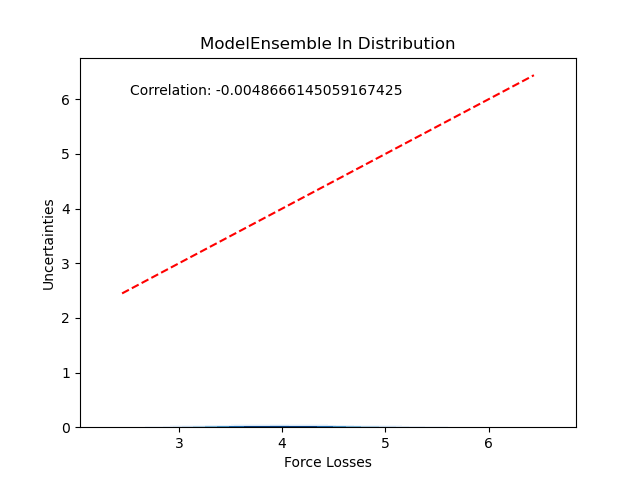 ModelEnsemble In Distribution
Correlation: -0.0048666145059167425
Uncertainties
6
5
4
3
2
1
0
3 4 5 6
Force Losses